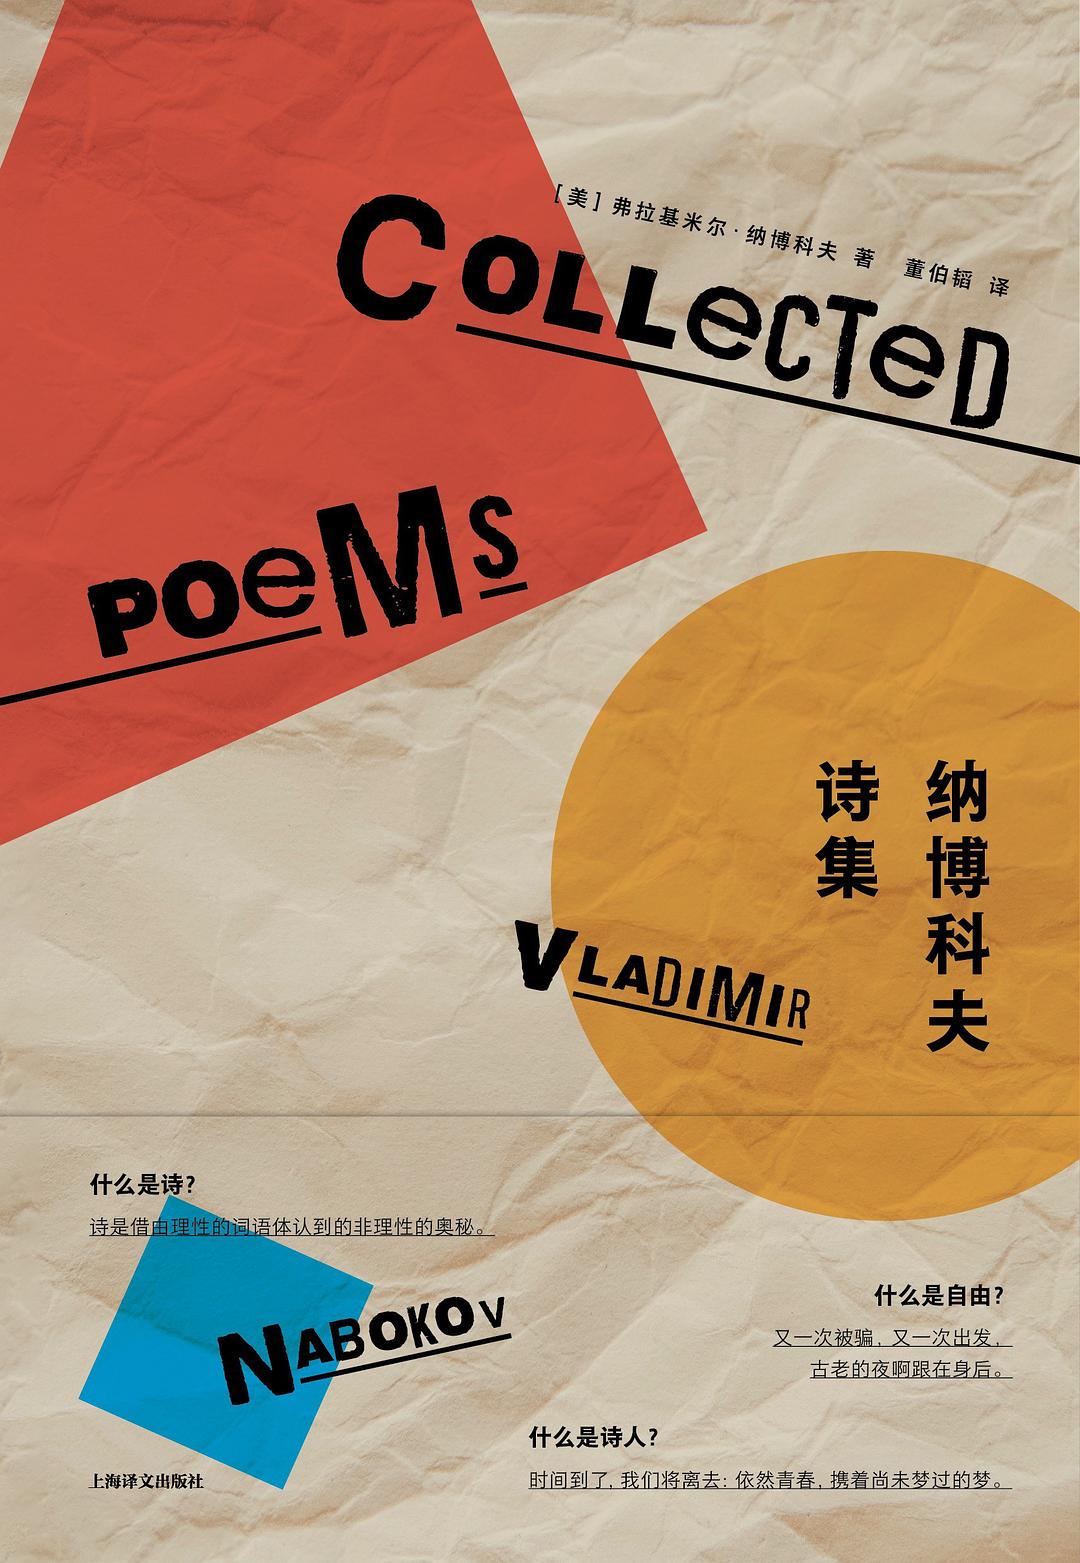 [美] 弗拉基米尔·纳博科夫 著 董伯韬 译
COLLeCTeD
POeMS
纳博科夫
诗集
VLADIMIR
什么是诗?
诗是借由理性的词语体认到的非理性的奥秘。
NABOKOV
什么是自由?
又一次被骗, 又一次出发,
古老的夜啊跟在身后。
什么是诗人?
时间到了, 我们将离去: 依然青春, 携着尚未梦过的梦。
上海译文出版社